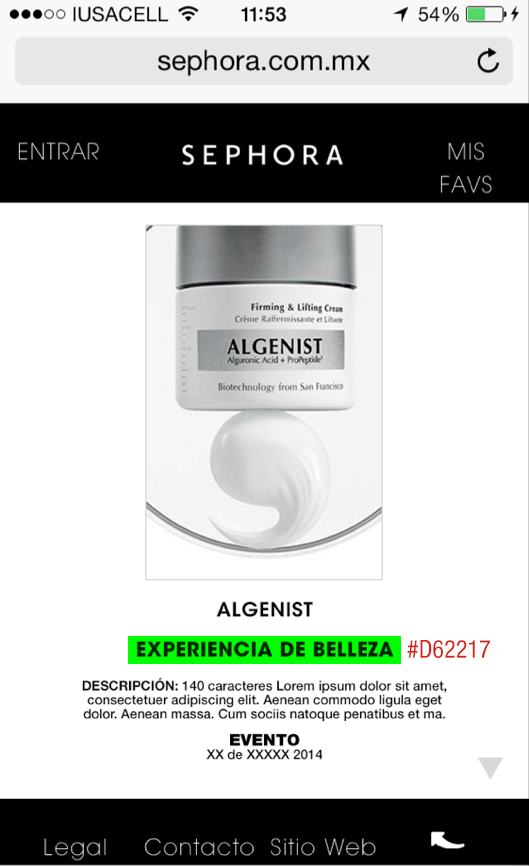 IUSACELL 11:53 54%
sephora.com.mx
ENTRAR SEPHORA MIS
FAVS
Firming & Lifting Cream
Crème Raffermissante et Liftante
ALGENIST
Alguronic Acid + ProPeptide⁵
Biotechnology from San Francisco
ALGENIST
EXPERIENCIA DE BELLEZA #D62217
DESCRIPCIÓN: 140 caracteres Lorem ipsum dolor sit amet,
consectetuer adipiscing elit. Aenean commodo ligula eget
dolor. Aenean massa. Cum sociis natoque penatibus et ma.
EVENTO
XX de XXXXX 2014
Legal Contacto Sitio Web